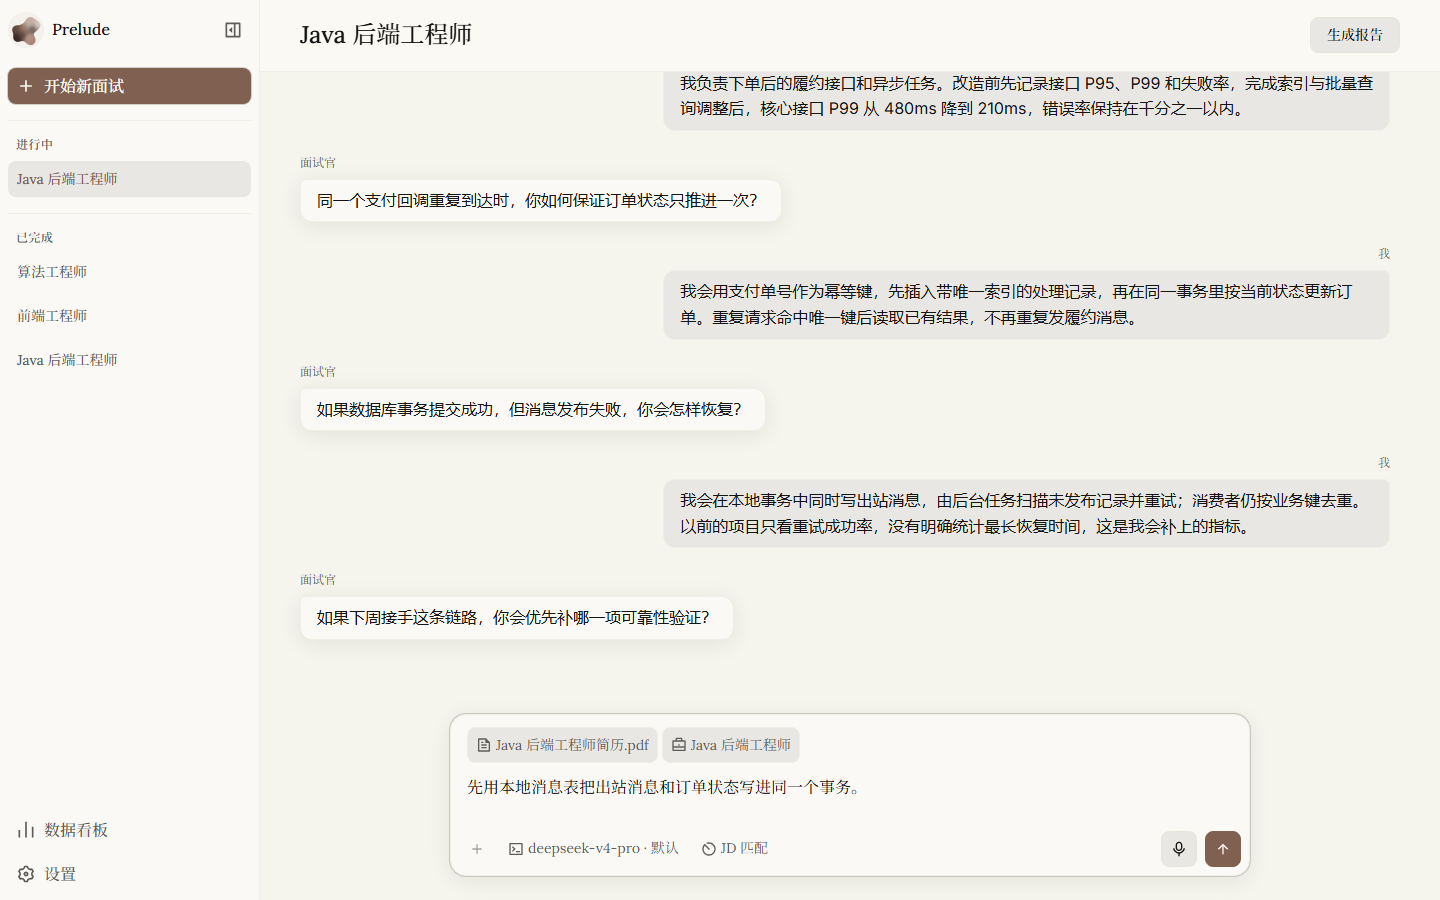 Prelude
开始新面试
进行中
Java 后端工程师
已完成
算法工程师
前端工程师
Java 后端工程师
数据看板
设置
Java 后端工程师
生成报告
我负责下单后的履约接口和异步任务。改造前先记录接口 P95、P99 和失败率，完成索引与批量查
询调整后，核心接口 P99 从 480ms 降到 210ms，错误率保持在千分之一以内。
面试官
同一个支付回调重复到达时，你如何保证订单状态只推进一次？
我
我会用支付单号作为幂等键，先插入带唯一索引的处理记录，再在同一事务里按当前状态更新订
单。重复请求命中唯一键后读取已有结果，不再重复发履约消息。
面试官
如果数据库事务提交成功，但消息发布失败，你会怎样恢复？
我
我会在本地事务中同时写出站消息，由后台任务扫描未发布记录并重试；消费者仍按业务键去重。
以前的项目只看重试成功率，没有明确统计最长恢复时间，这是我会补上的指标。
面试官
如果下周接手这条链路，你会优先补哪一项可靠性验证？
Java 后端工程师简历.pdf
Java 后端工程师
先用本地消息表把出站消息和订单状态写进同一个事务。
deepseek-v4-pro · 默认
JD 匹配